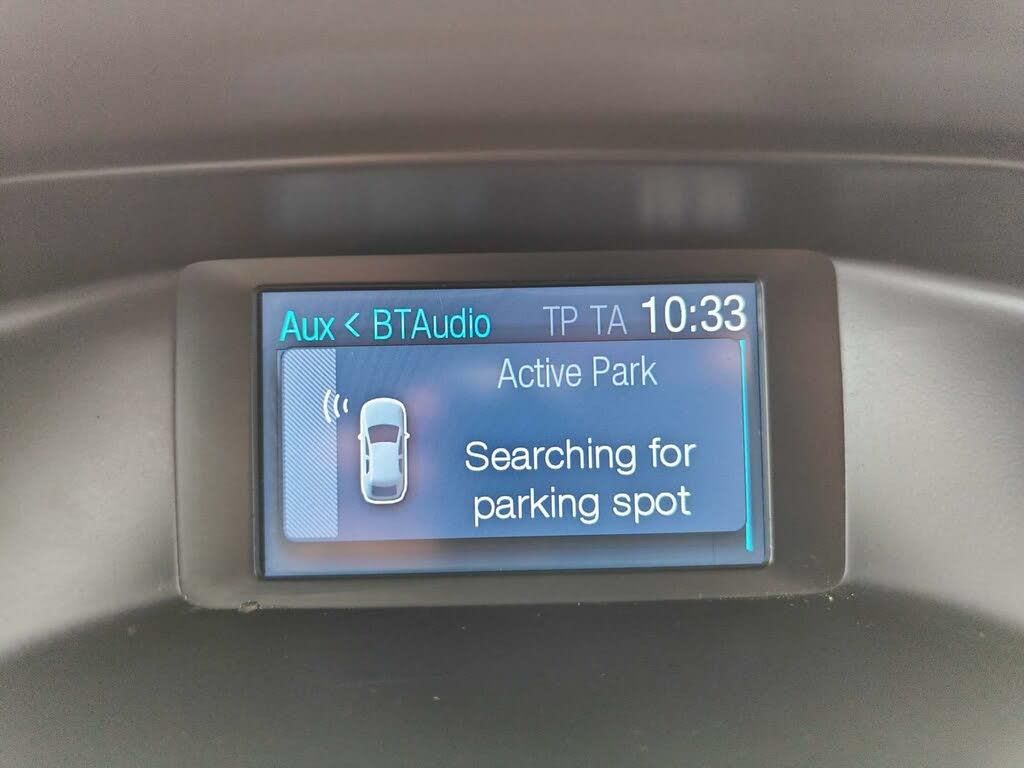 Aux < BTAudio TP TA 10:33
Active Park
Searching for
parking spot